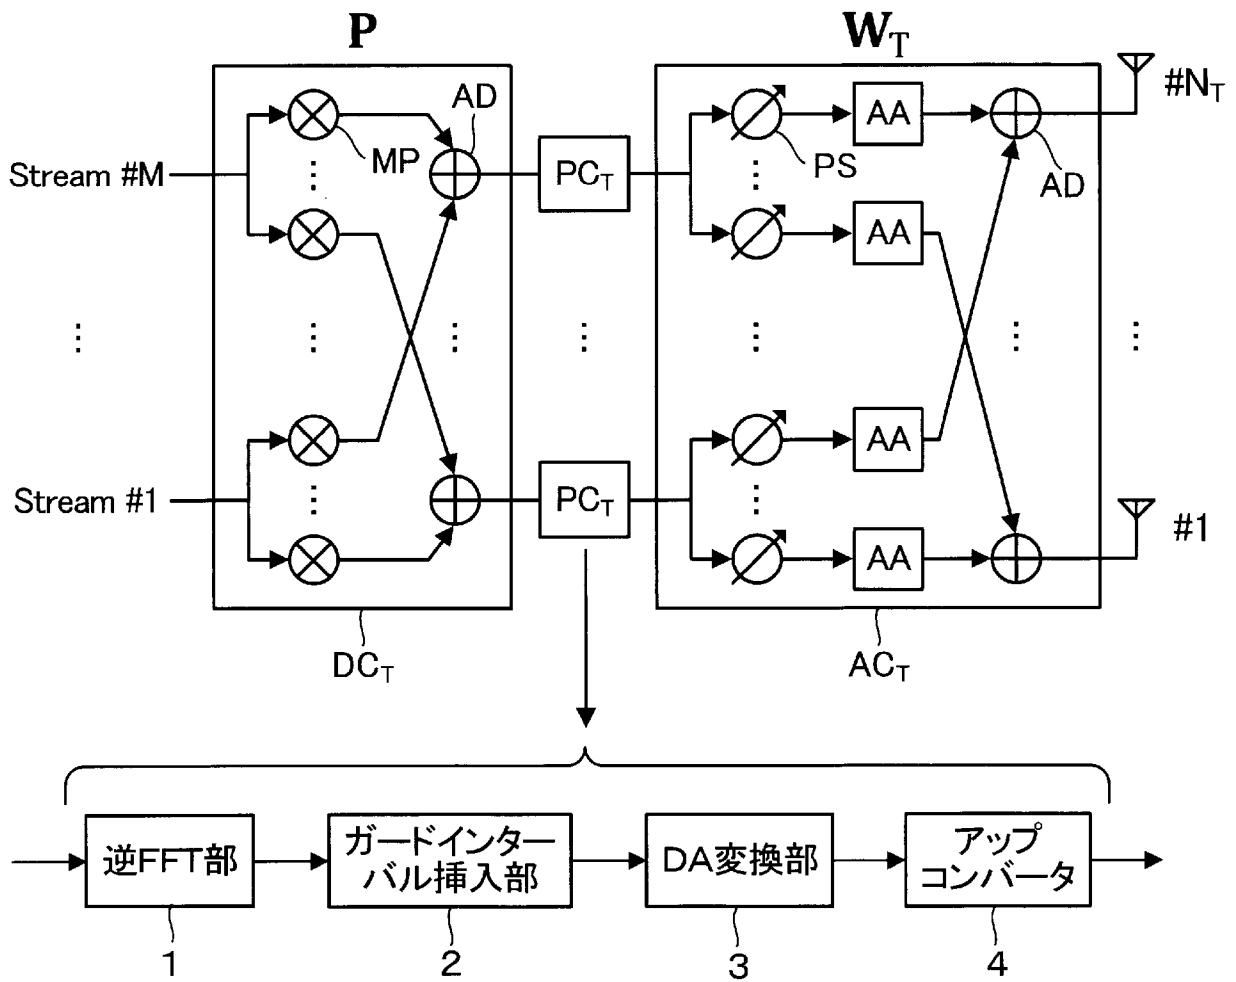 P
W_T
AD
MP
Stream #M
PC_T
AA
PS
AD
#N_T
AA
AA
Stream #1
PC_T
AA
#1
DC_T
AC_T
逆FFT部
ガードインター
バル挿入部
DA変換部
アップ
コンバータ
1
2
3
4